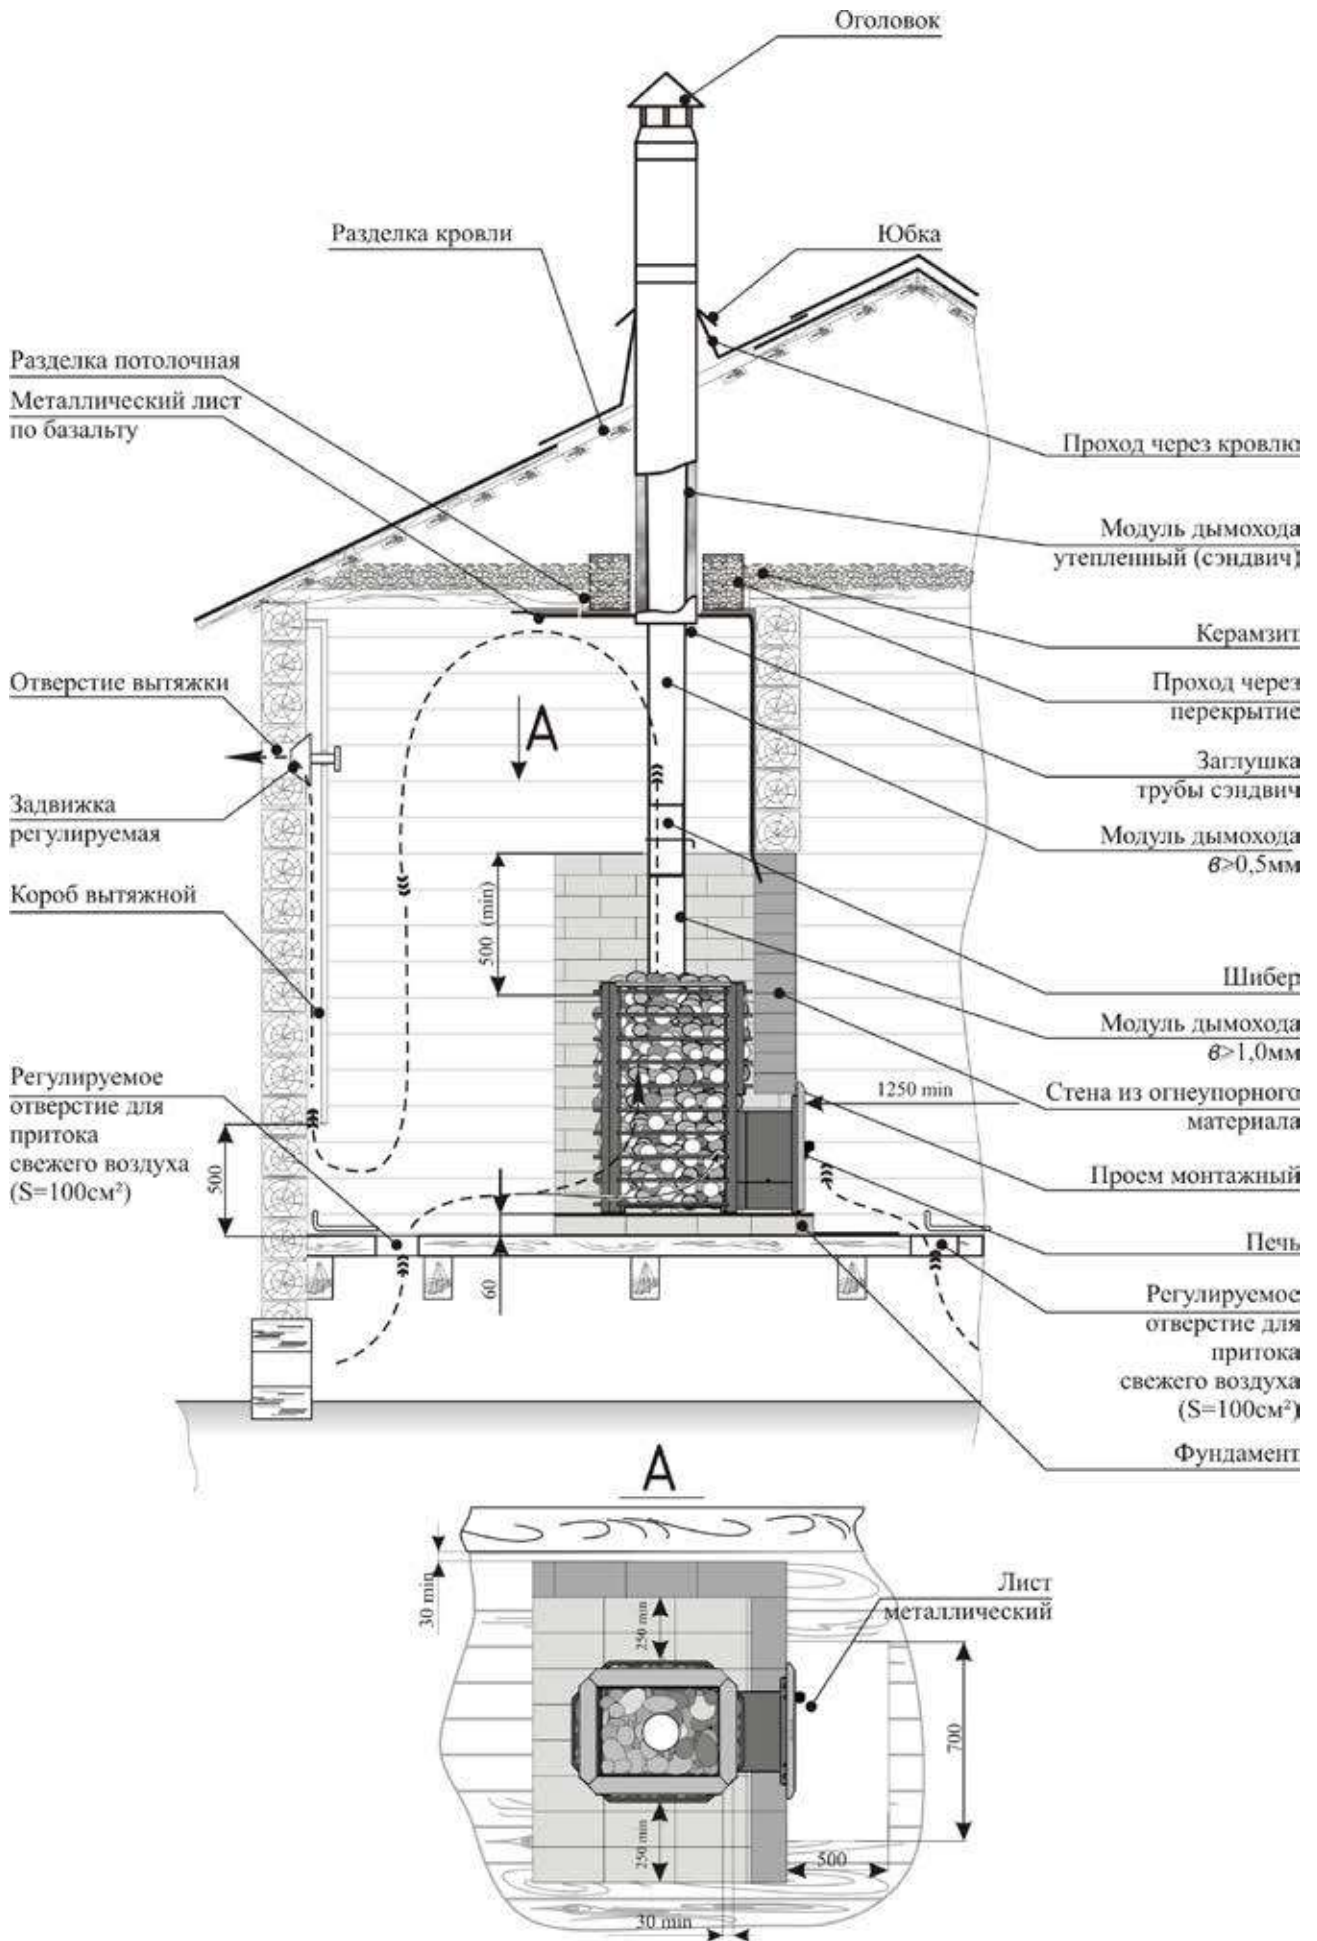 Оголовок
Разделка кровли
Юбка
Разделка потолочная
Металлический лист
по базальту
Проход через кровлю
Модуль дымохода
утепленный (сэндвич)
Керамзит
Отверстие вытяжки
Проход через
перекрытие
А
Заглушка
трубы сэндвич
Задвижка
регулируемая
Модуль дымохода
в>0,5мм
Короб вытяжной
500 (min)
Шибер
Модуль дымохода
в>1,0мм
Регулируемое
отверстие для
притока
свежего воздуха
(S=100см²)
1250 min
Стена из огнеупорного
материала
500
Проем монтажный
Печь
60
Регулируемое
отверстие для
притока
свежего воздуха
(S=100см²)
Фундамент
А
30 min
250 min
Лист
металлический
700
250 min
500
30 min